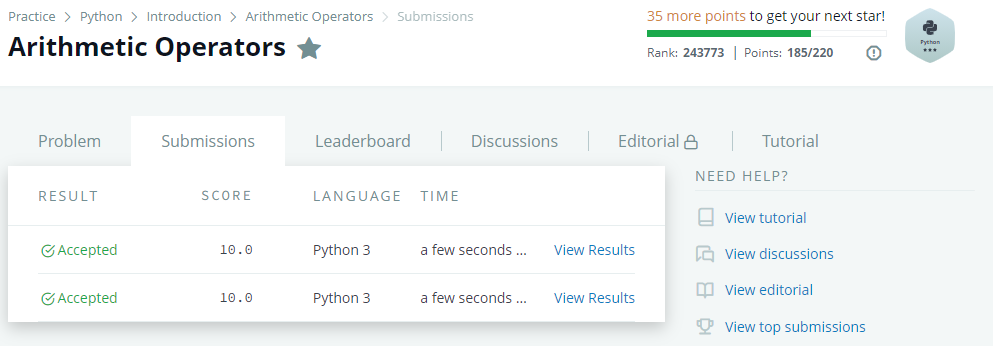 Practice > Python > Introduction > Arithmetic Operators > Submissions
35 more points to get your next star!
Arithmetic Operators
Rank: 243773 | Points: 185/220
Python
Problem
Submissions
Leaderboard
Discussions
Editorial
Tutorial
RESULT SCORE LANGUAGE TIME
Accepted 10.0 Python 3 a few seconds ... View Results
Accepted 10.0 Python 3 a few seconds ... View Results
NEED HELP?
View tutorial
View discussions
View editorial
View top submissions